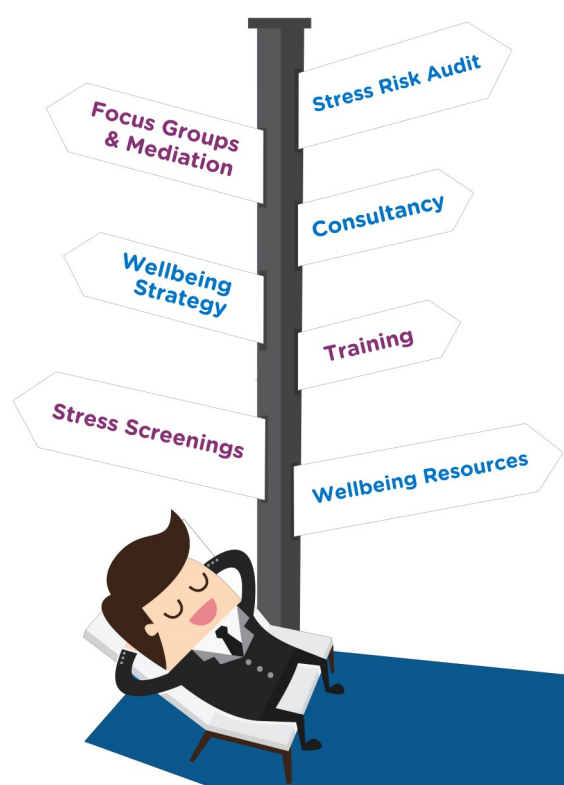 Stress Risk Audit
Focus Groups
& Mediation
Consultancy
Wellbeing
Strategy
Training
Stress Screenings
Wellbeing Resources